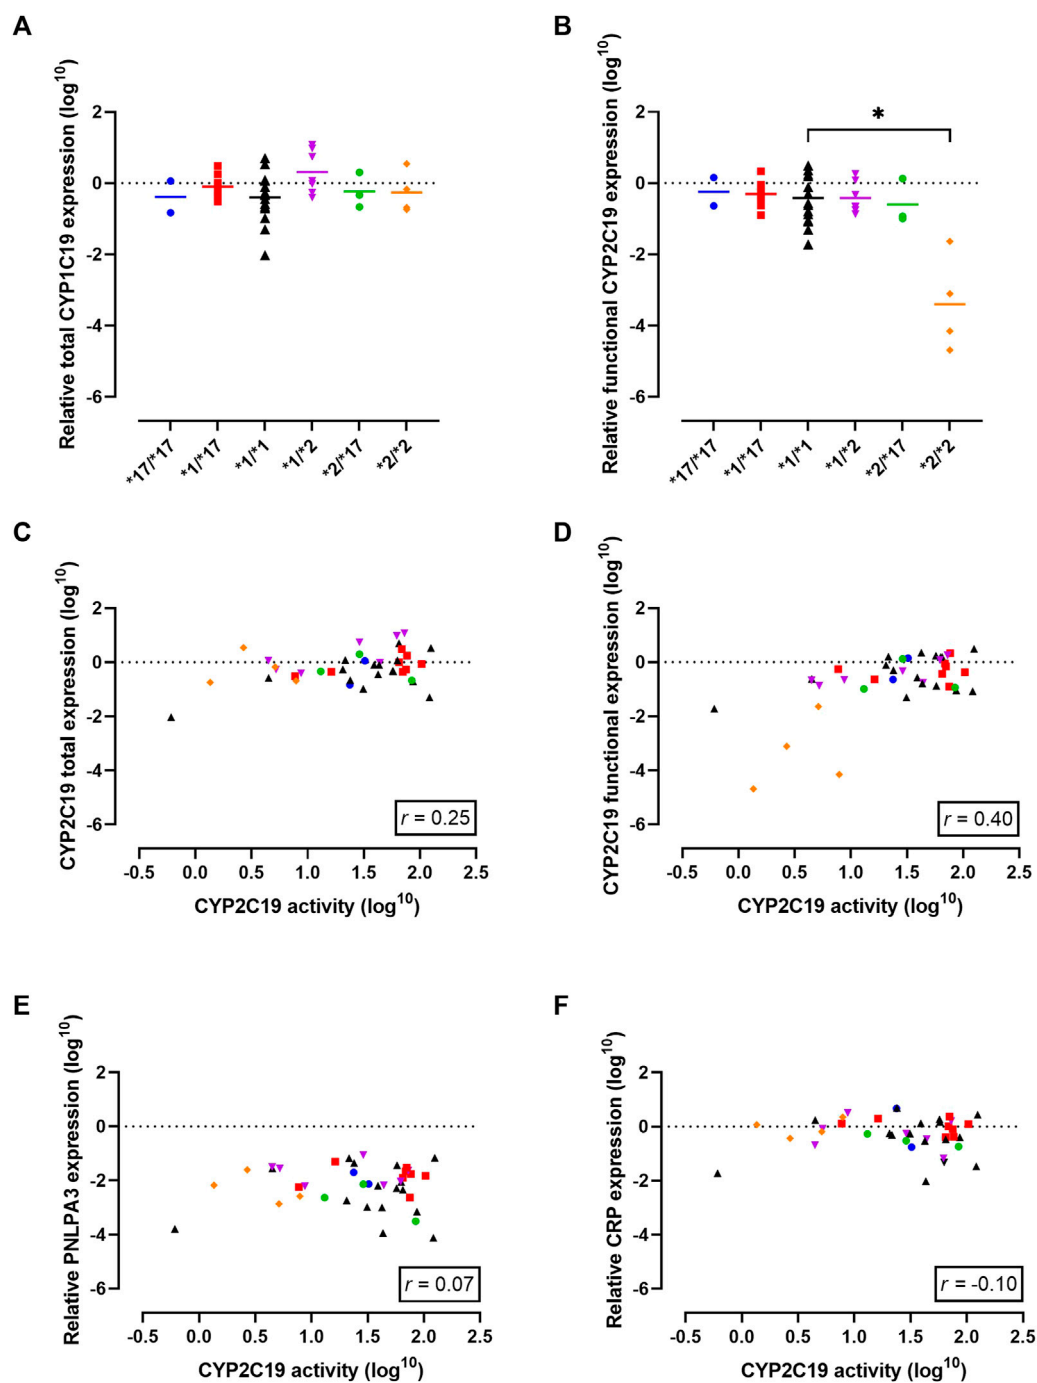 A
Relative total CYP1C19 expression (log10)
2
0
-2
-4
-6
*17/*17
*1/*17
*1/*1
*1/*2
*2/*17
*2/*2
B
Relative functional CYP2C19 expression (log10)
2
0
-2
-4
-6
*
*17/*17
*1/*17
*1/*1
*1/*2
*2/*17
*2/*2
C
CYP2C19 total expression (log10)
2
0
-2
-4
-6
r = 0.25
-0.5 0.0 0.5 1.0 1.5 2.0 2.5
CYP2C19 activity (log10)
D
CYP2C19 functional expression (log10)
2
0
-2
-4
-6
r = 0.40
-0.5 0.0 0.5 1.0 1.5 2.0 2.5
CYP2C19 activity (log10)
E
Relative PNLPA3 expression (log10)
2
0
-2
-4
-6
r = 0.07
-0.5 0.0 0.5 1.0 1.5 2.0 2.5
CYP2C19 activity (log10)
F
Relative CRP expression (log10)
2
0
-2
-4
-6
r = -0.10
-0.5 0.0 0.5 1.0 1.5 2.0 2.5
CYP2C19 activity (log10)